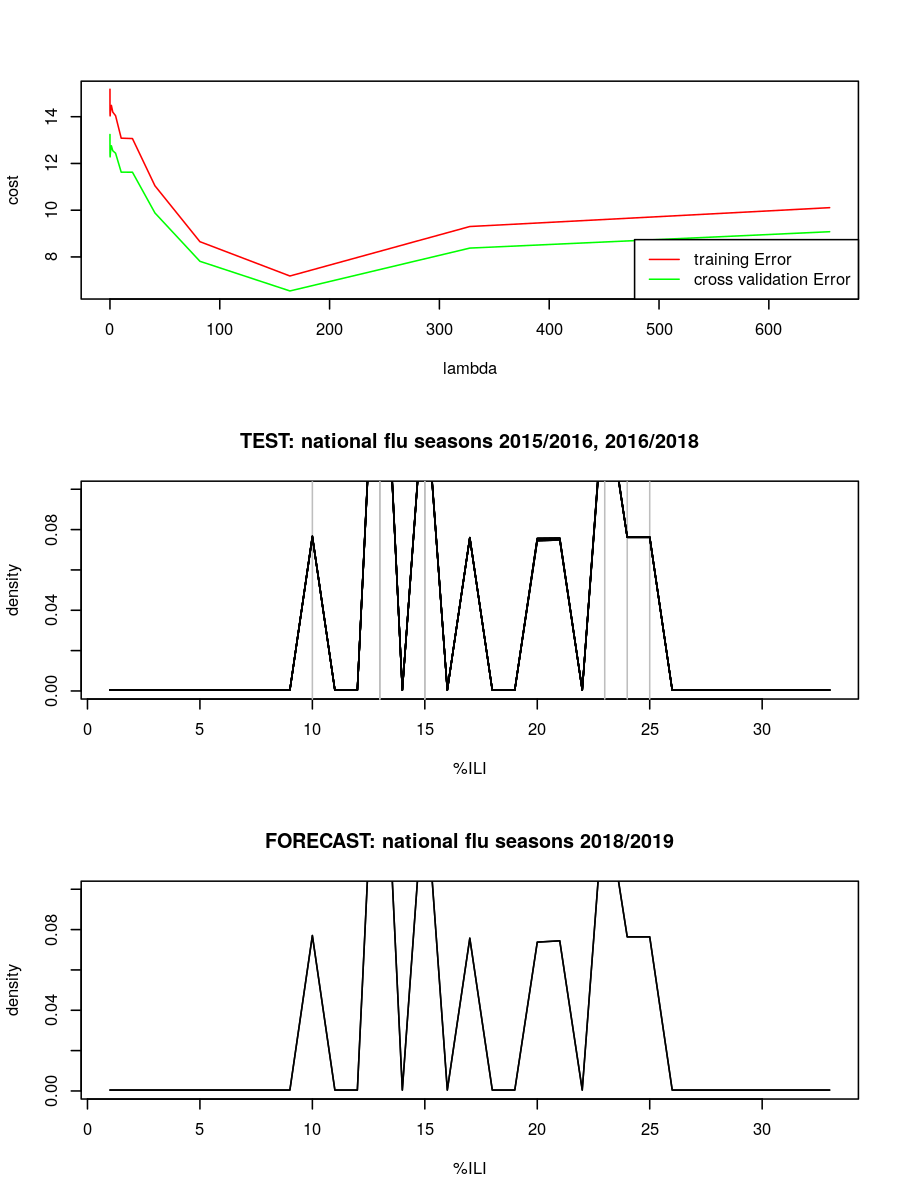 14
12
10
8
cost
training Error
cross validation Error
0 100 200 300 400 500 600
lambda
TEST: national flu seasons 2015/2016, 2016/2018
0.08
0.04
0.00
density
0 5 10 15 20 25 30
%ILI
FORECAST: national flu seasons 2018/2019
0.08
0.04
0.00
density
0 5 10 15 20 25 30
%ILI